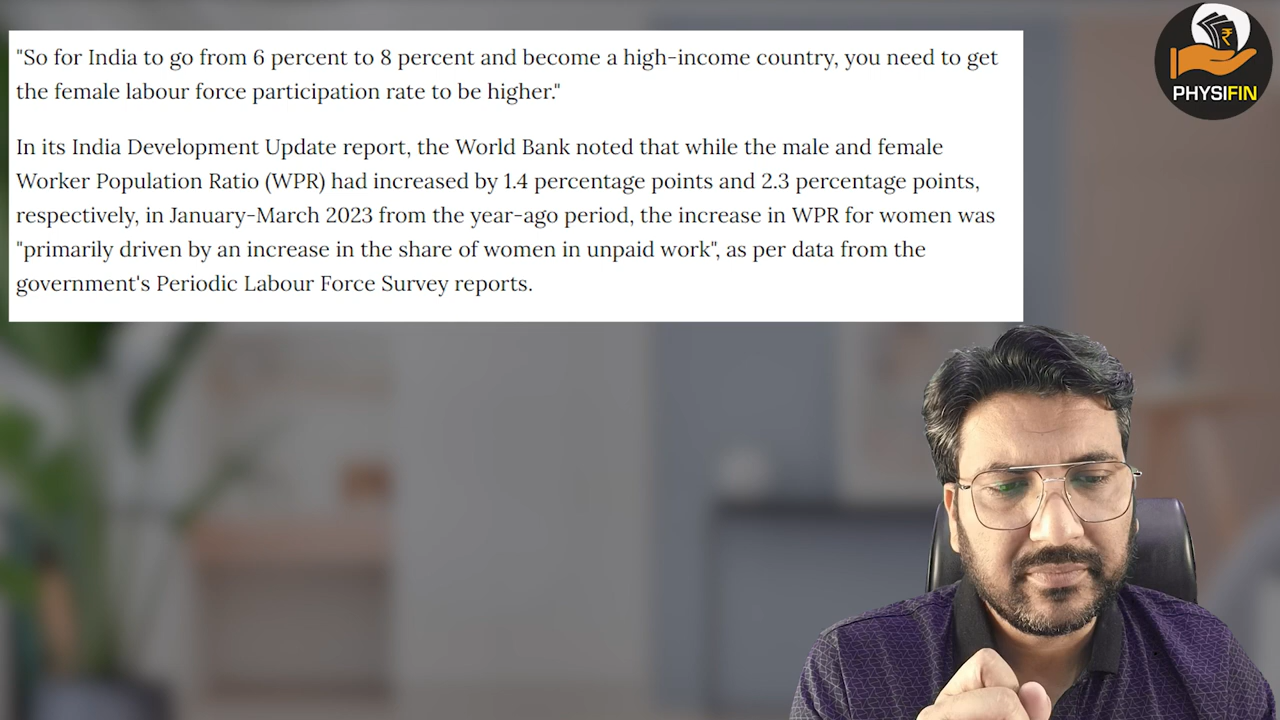 "So for India to go from 6 percent to 8 percent and become a high-income country, you need to get
the female labour force participation rate to be higher."
In its India Development Update report, the World Bank noted that while the male and female
Worker Population Ratio (WPR) had increased by 1.4 percentage points and 2.3 percentage points,
respectively, in January-March 2023 from the year-ago period, the increase in WPR for women was
"primarily driven by an increase in the share of women in unpaid work", as per data from the
government's Periodic Labour Force Survey reports.
₹
PHYSIFIN